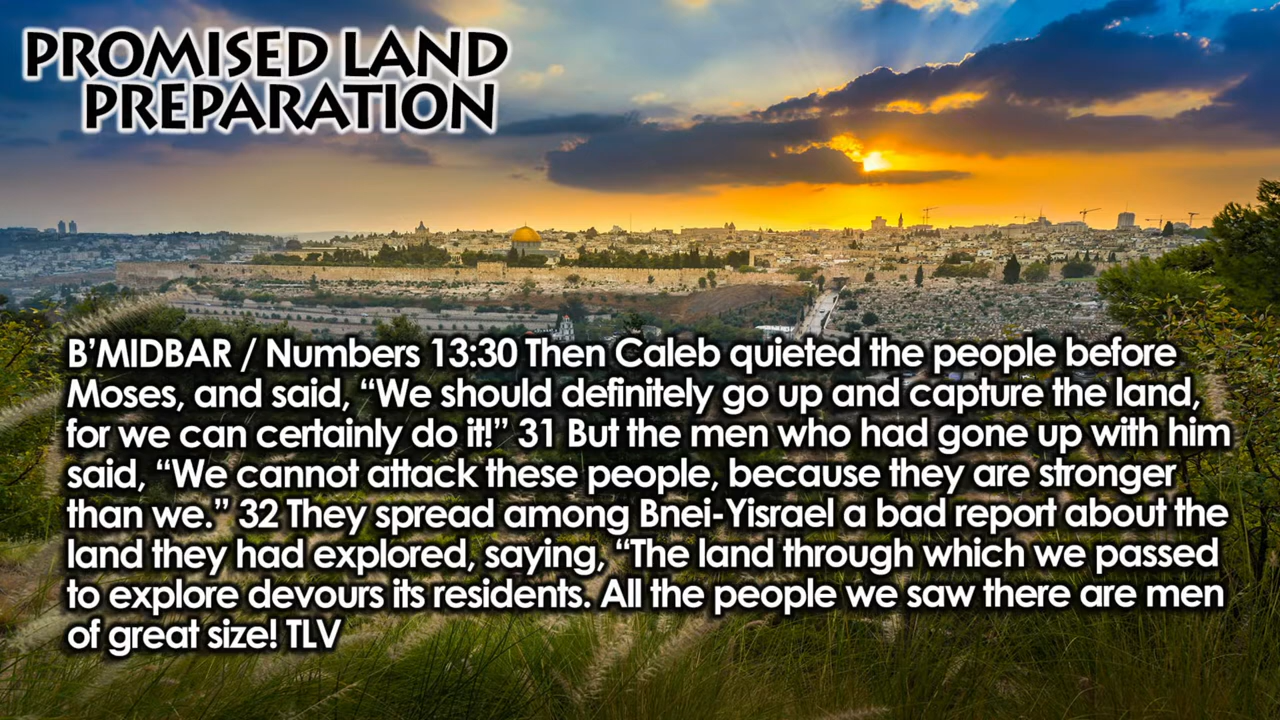 PROMISED LAND
PREPARATION
B’MIDBAR / Numbers 13:30 Then Caleb quieted the people before
Moses, and said, “We should definitely go up and capture the land,
for we can certainly do it!” 31 But the men who had gone up with him
said, “We cannot attack these people, because they are stronger
than we.” 32 They spread among Bnei-Yisrael a bad report about the
land they had explored, saying, “The land through which we passed
to explore devours its residents. All the people we saw there are men
of great size! TLV